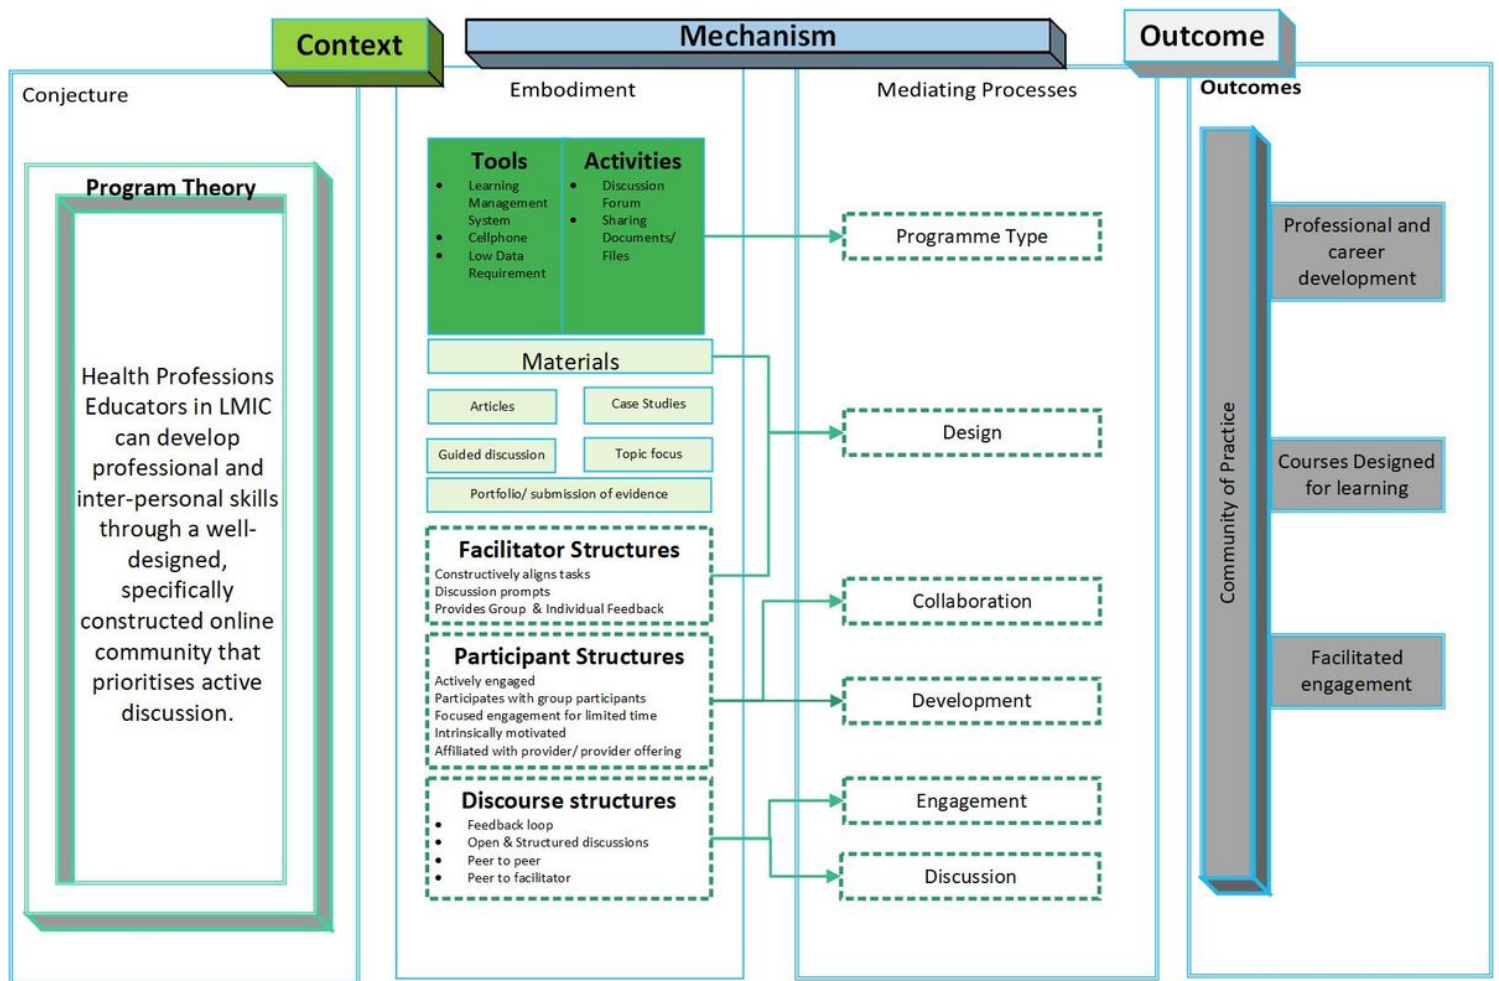 Context
Mechanism
Outcome
Conjecture
Embodiment
Mediating Processes
Outcomes
Program Theory
Health Professions
Educators in LMIC
can develop
professional and
inter-personal skills
through a well-
designed,
specifically
constructed online
community that
prioritises active
discussion.
Tools
Learning
Management
System
Cellphone
Low Data
Requirement
Activities
Discussion
Forum
Sharing
Documents/
Files
Materials
Articles
Case Studies
Guided discussion
Topic focus
Portfolio/ submission of evidence
Facilitator Structures
Constructively aligns tasks
Discussion prompts
Provides Group & Individual Feedback
Participant Structures
Actively engaged
Participates with group participants
Focused engagement for limited time
Intrinsically motivated
Affiliated with provider/ provider offering
Discourse structures
Feedback loop
Open & Structured discussions
Peer to peer
Peer to facilitator
Programme Type
Design
Collaboration
Development
Engagement
Discussion
Community of Practice
Professional and
career
development
Courses Designed
for learning
Facilitated
engagement